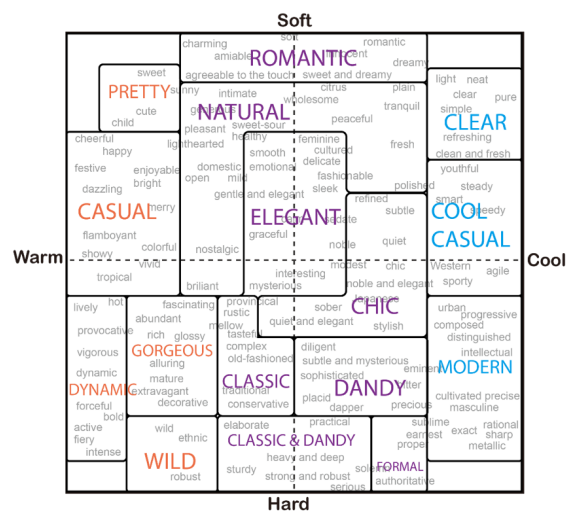 Soft
charming
soft
romantic
amiable
ROMANTIC
innocent
dreamy
sweet
agreeable to the touch
sweet and dreamy
light
neat
PRETTY
sunny
intimate
citrus
plain
clear
pure
wholesome
cute
generous
NATURAL
tranquil
simple
child
peaceful
CLEAR
pleasant
sweet-sour
cheerful
healthy
feminine
refreshing
happy
lighthearted
smooth
cultured
fresh
clean and fresh
festive
enjoyable
domestic
emotional
delicate
youthful
bright
open
mild
fashionable
dazzling
sleek
polished
steady
gentle and elegant
refined
smart
CASUAL
merry
ELEGANT
sedate
subtle
COOL
speedy
CASUAL
flamboyant
graceful
colorful
nostalgic
noble
quiet
showy
Warm
Cool
vivid
modest
chic
Western
agile
tropical
interesting
sporty
briliant
mysterious
noble and elegant
lively
hot
fascinating
provincial
Japanese
CHIC
urban
rustic
sober
progressive
abundant
mellow
quiet and elegant
stylish
composed
provocative
rich
glossy
tasteful
distinguished
vigorous
GORGEOUS
complex
diligent
intellectual
old-fashioned
subtle and mysterious
alluring
eminent
MODERN
dynamic
mature
CLASSIC
sophisticated
DYNAMIC
extravagant
traditional
DANDY
bitter
forceful
decorative
conservative
placid
precious
cultivated
precise
dapper
masculine
bold
active
wild
elaborate
practical
sublime
rational
fiery
ethnic
CLASSIC & DANDY
earnest
exact
sharp
proper
metallic
intense
WILD
heavy and deep
sturdy
solemn
FORMAL
robust
strong and robust
authoritative
serious
Hard